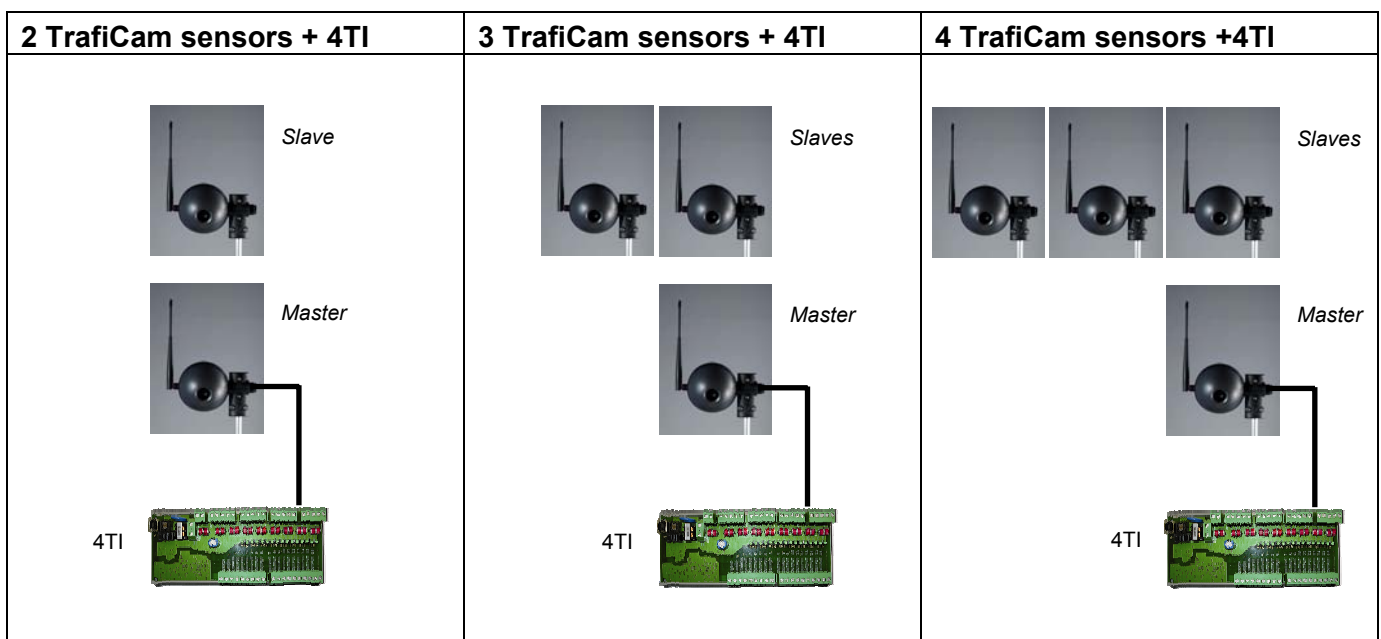 2 TrafiCam sensors + 4TI
3 TrafiCam sensors + 4TI
4 TrafiCam sensors +4TI
Slave
Master
4TI
Slaves
Master
4TI
Slaves
Master
4TI